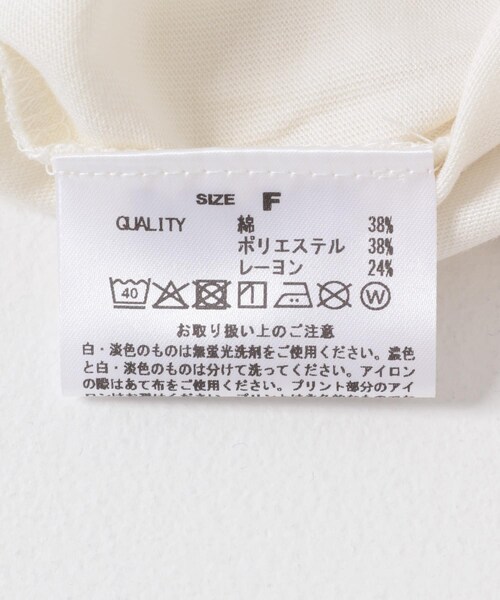 SIZE F
QUALITY 綿 38%
ポリエステル 38%
レーヨン 24%
40 W
お取り扱い上のご注意
白・淡色のものは無蛍光洗剤をご使用ください。濃色
と白・淡色のものは分けて洗ってください。アイロン
の際はあて布をご使用ください。プリント部分のアイ